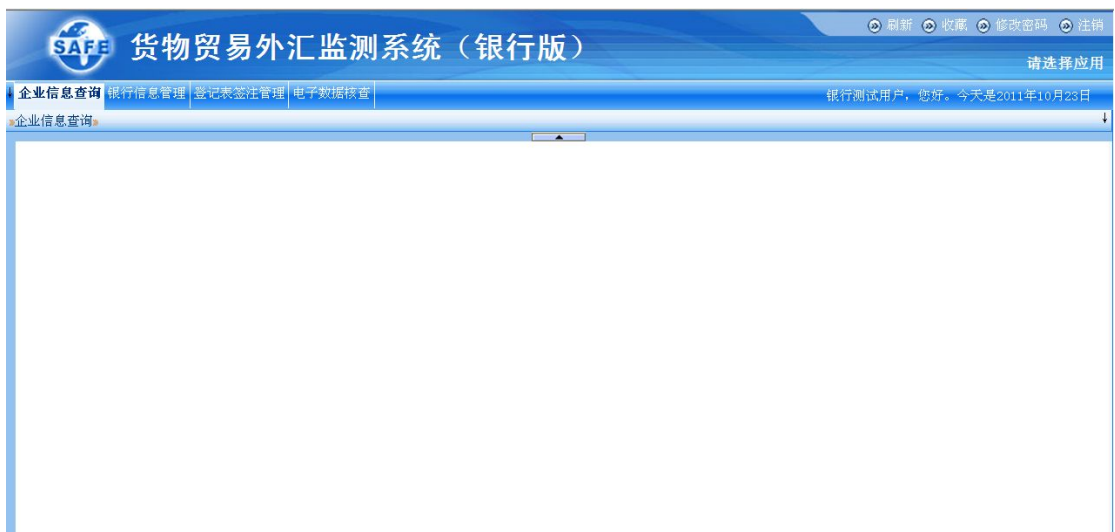 刷新 收藏 修改密码 注销
SAFE 货物贸易外汇监测系统（银行版）
请选择应用
企业信息查询 银行信息管理 登记表签注管理 电子数据核查 银行测试用户，您好。今天是2011年10月23日
»企业信息查询»